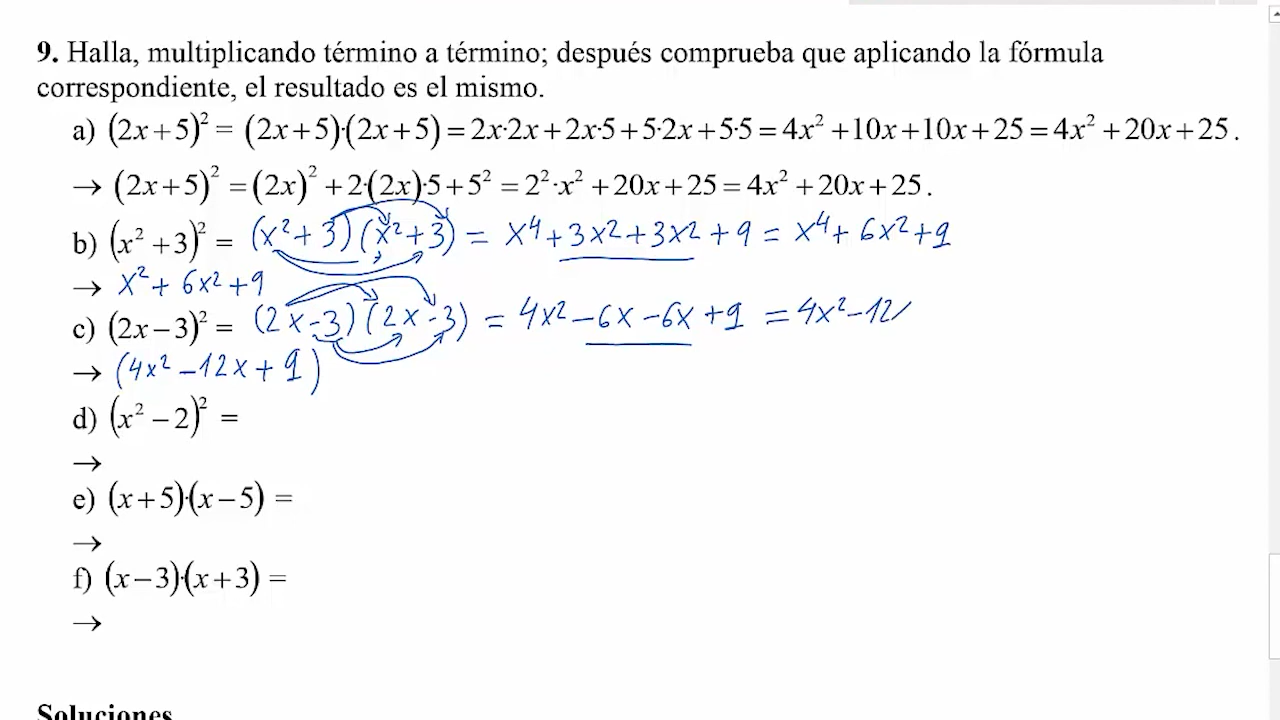 9. Halla, multiplicando término a término; después comprueba que aplicando la fórmula
correspondiente, el resultado es el mismo.
a) (2x+5)² = (2x+5)·(2x+5) = 2x·2x + 2x·5 + 5·2x + 5·5 = 4x² + 10x + 10x + 25 = 4x² + 20x + 25.
→ (2x+5)² = (2x)² + 2·(2x)·5 + 5² = 2²·x² + 20x + 25 = 4x² + 20x + 25.
b) (x² + 3)² = (x² + 3)(x² + 3) = x⁴ + 3x² + 3x² + 9 = x⁴ + 6x² + 9
→ x² + 6x² + 9
c) (2x − 3)² = (2x − 3)(2x − 3) = 4x² − 6x − 6x + 9 = 4x² − 12
→ (4x² − 12x + 9)
d) (x² − 2)² =
→
e) (x + 5)·(x − 5) =
→
f) (x − 3)·(x + 3) =
→
Soluciones